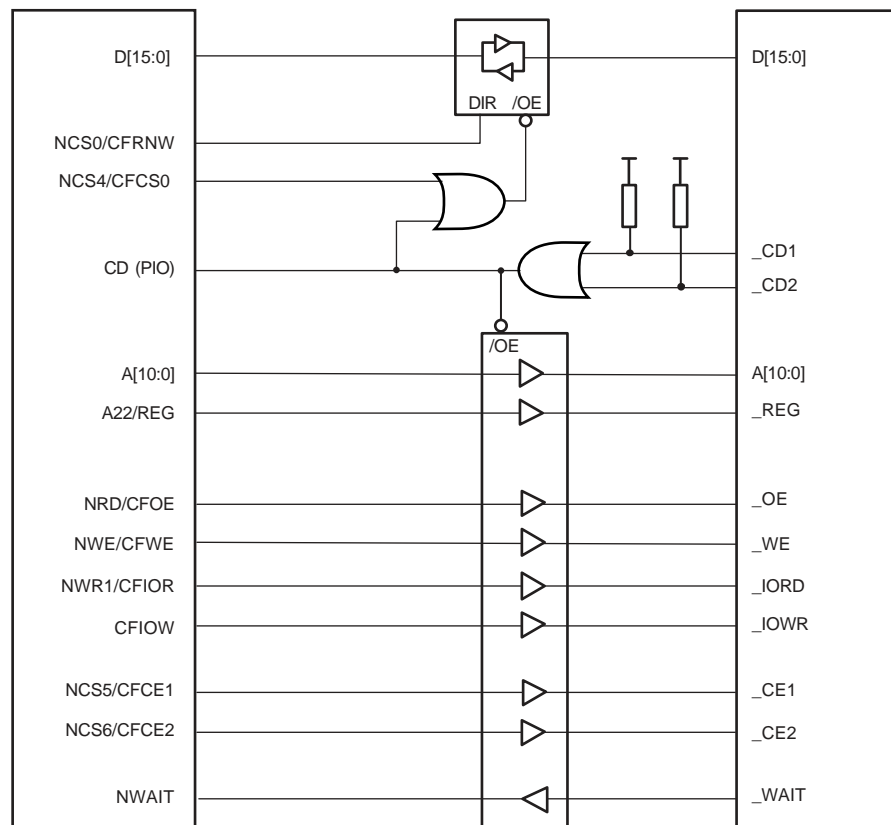 D[15:0] D[15:0]
DIR /OE
NCS0/CFRNW
NCS4/CFCS0
_CD1
CD (PIO)
_CD2
/OE
A[10:0] A[10:0]
A22/REG _REG
NRD/CFOE _OE
NWE/CFWE _WE
NWR1/CFIOR _IORD
CFIOW _IOWR
NCS5/CFCE1 _CE1
NCS6/CFCE2 _CE2
NWAIT _WAIT